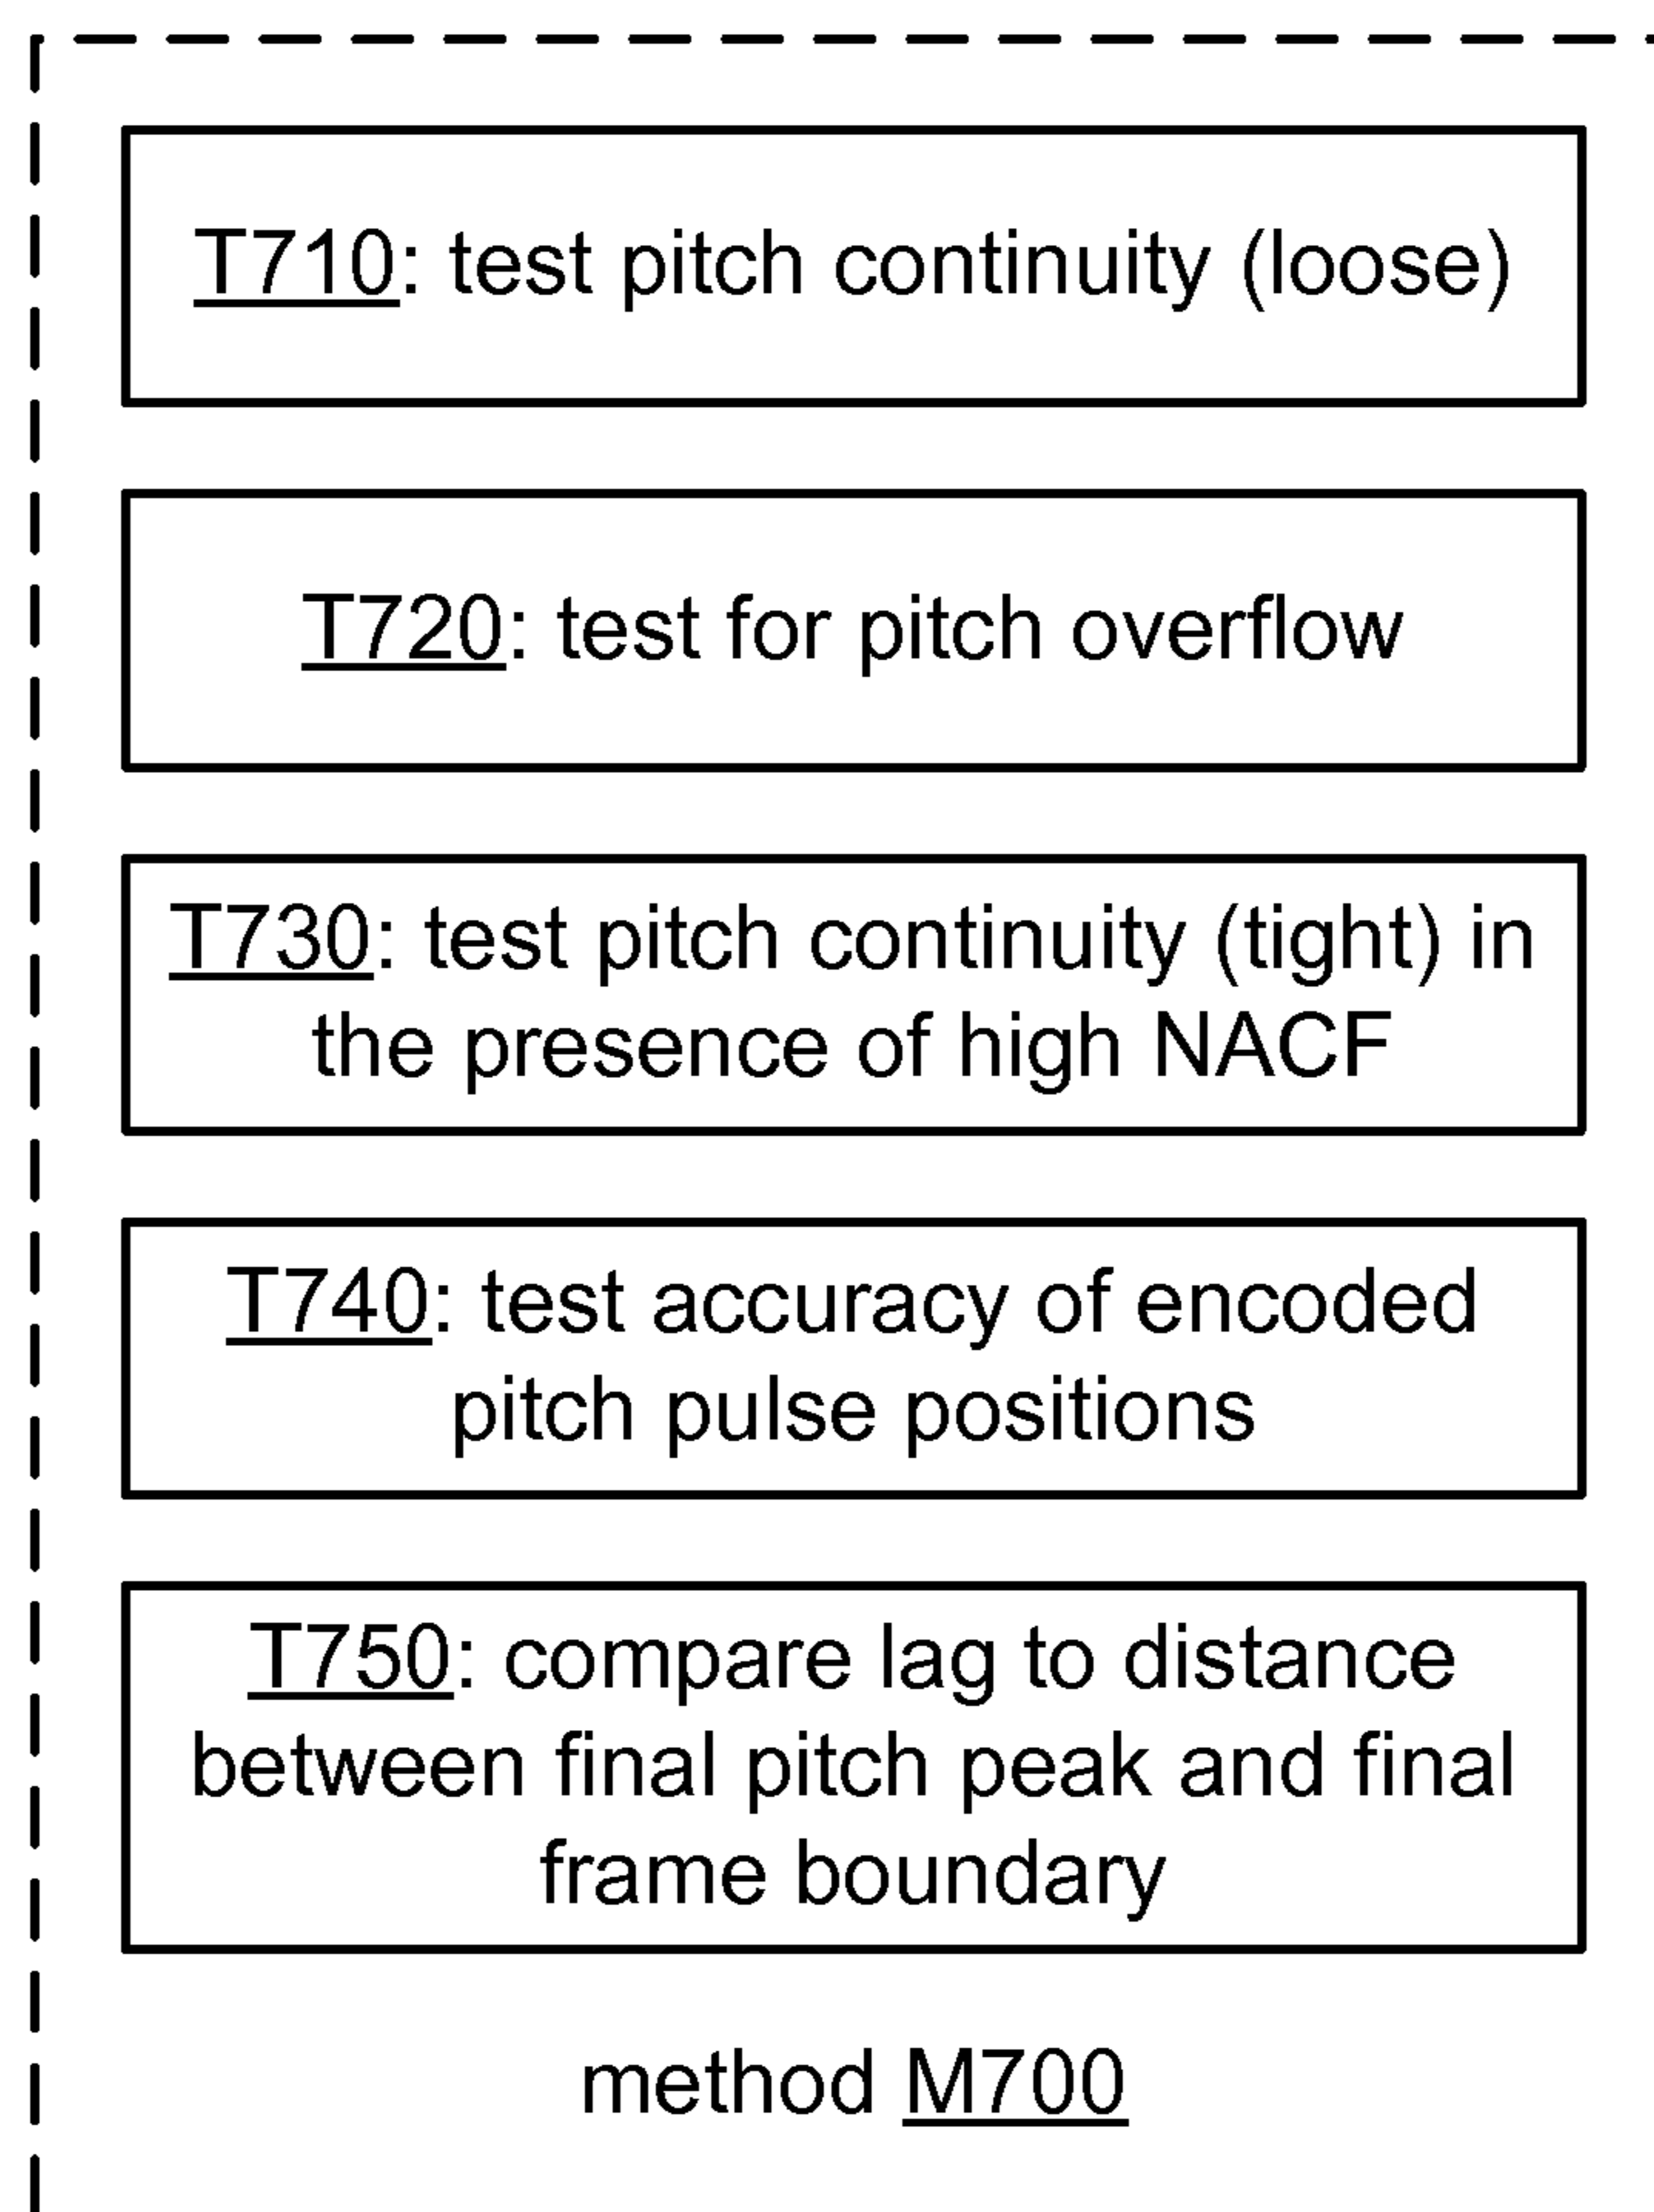 T710: test pitch continuity (loose)
T720: test for pitch overflow
T730: test pitch continuity (tight) in
the presence of high NACF
T740: test accuracy of encoded
pitch pulse positions
T750: compare lag to distance
between final pitch peak and final
frame boundary
method M700